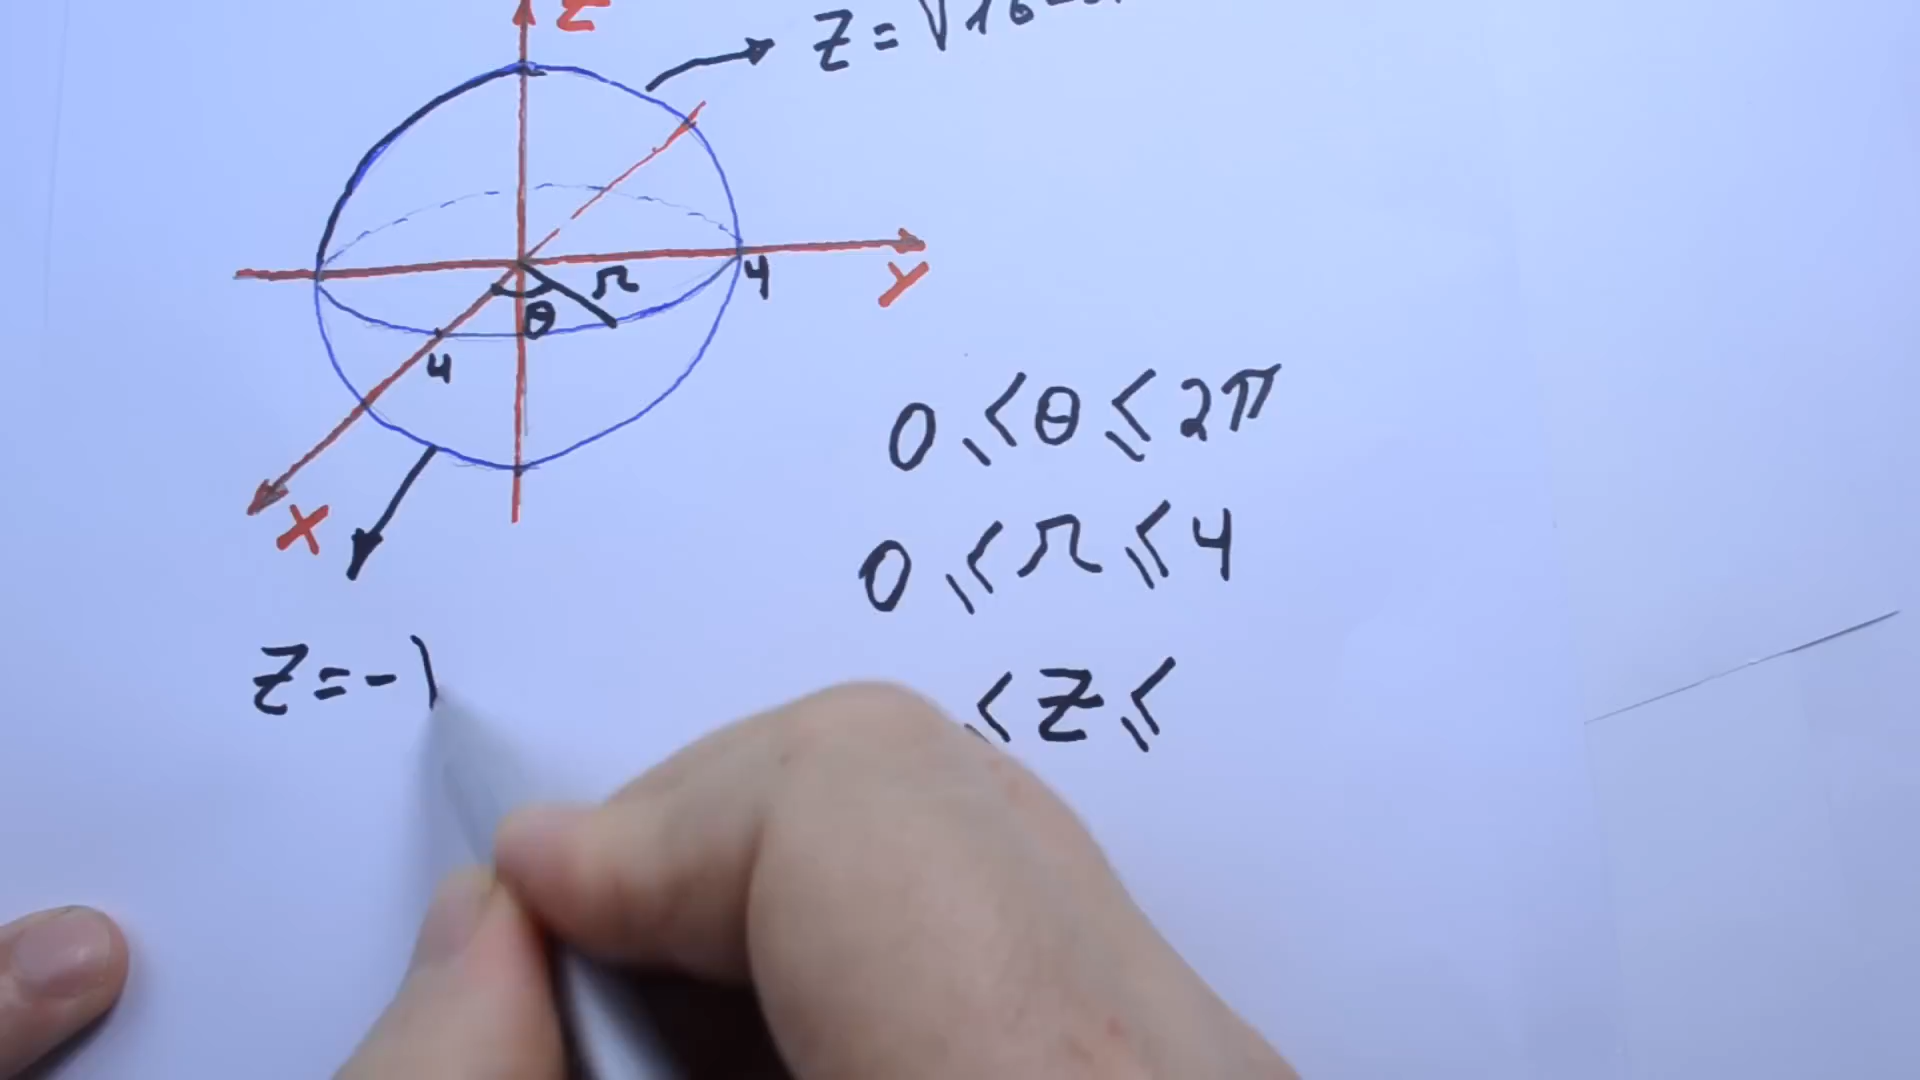 Z
Z = √16
Y
r
4
θ
4
X
0 ≤ θ ≤ 2π
0 ≤ r ≤ 4
≤ Z ≤
Z = -